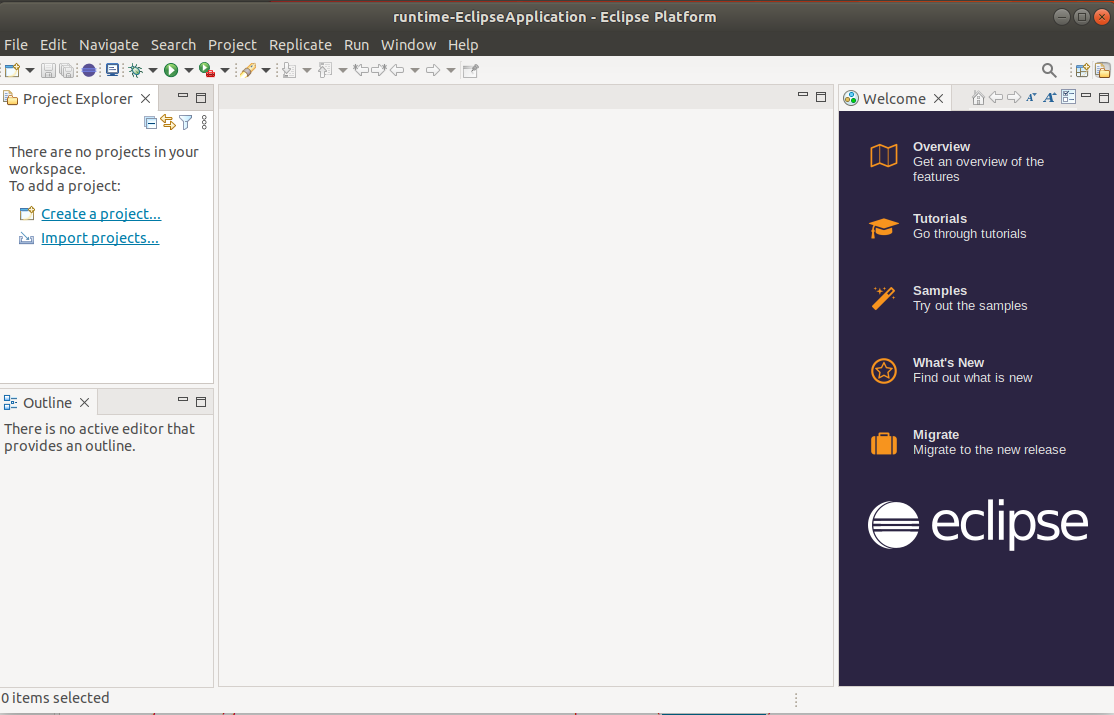 runtime-EclipseApplication - Eclipse Platform
File Edit Navigate Search Project Replicate Run Window Help
Project Explorer
There are no projects in your
workspace.
To add a project:
Create a project...
Import projects...
Outline
There is no active editor that
provides an outline.
Welcome
Overview
Get an overview of the
features
Tutorials
Go through tutorials
Samples
Try out the samples
What's New
Find out what is new
Migrate
Migrate to the new release
eclipse
0 items selected